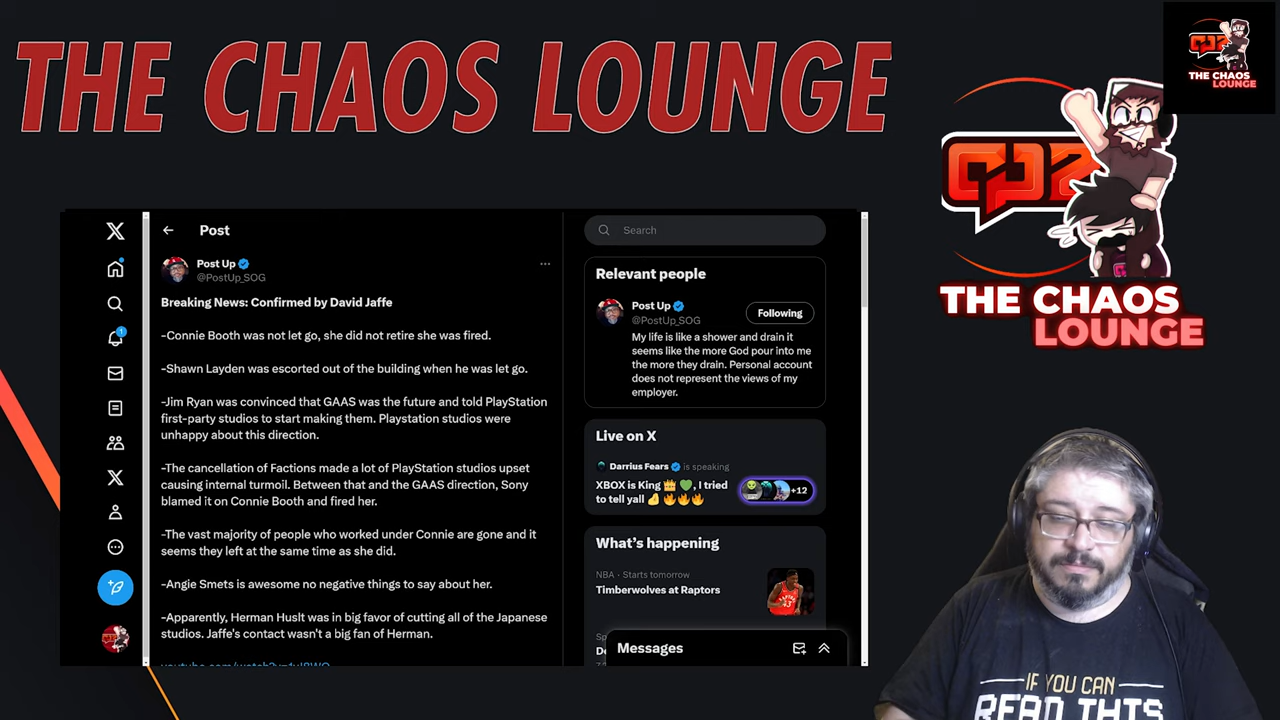 THE CHAOS LOUNGE
THE CHAOS
LOUNGE
Post
Search
Post Up
@PostUp_SOG
Breaking News: Confirmed by David Jaffe
-Connie Booth was not let go, she did not retire she was fired.
-Shawn Layden was escorted out of the building when he was let go.
-Jim Ryan was convinced that GAAS was the future and told PlayStation
first-party studios to start making them. Playstation studios were
unhappy about this direction.
-The cancellation of Factions made a lot of PlayStation studios upset
causing internal turmoil. Between that and the GAAS direction, Sony
blamed it on Connie Booth and fired her.
-The vast majority of people who worked under Connie are gone and it
seems they left at the same time as she did.
-Angie Smets is awesome no negative things to say about her.
-Apparently, Herman Huslt was in big favor of cutting all of the Japanese
studios. Jaffe's contact wasn't a big fan of Herman.
Relevant people
Post Up
@PostUp_SOG
Following
My life is like a shower and drain it
seems like the more God pour into me
the more they drain. Personal account
does not represent the views of my
employer.
Live on X
Darrius Fears is speaking
XBOX is King 👑 💚, I tried
to tell yall 💪🔥🔥🔥
+12
What's happening
NBA · Starts tomorrow
Timberwolves at Raptors
Messages
1
THE CHAOS
LOUNGE
IF YOU CAN
READ THIS